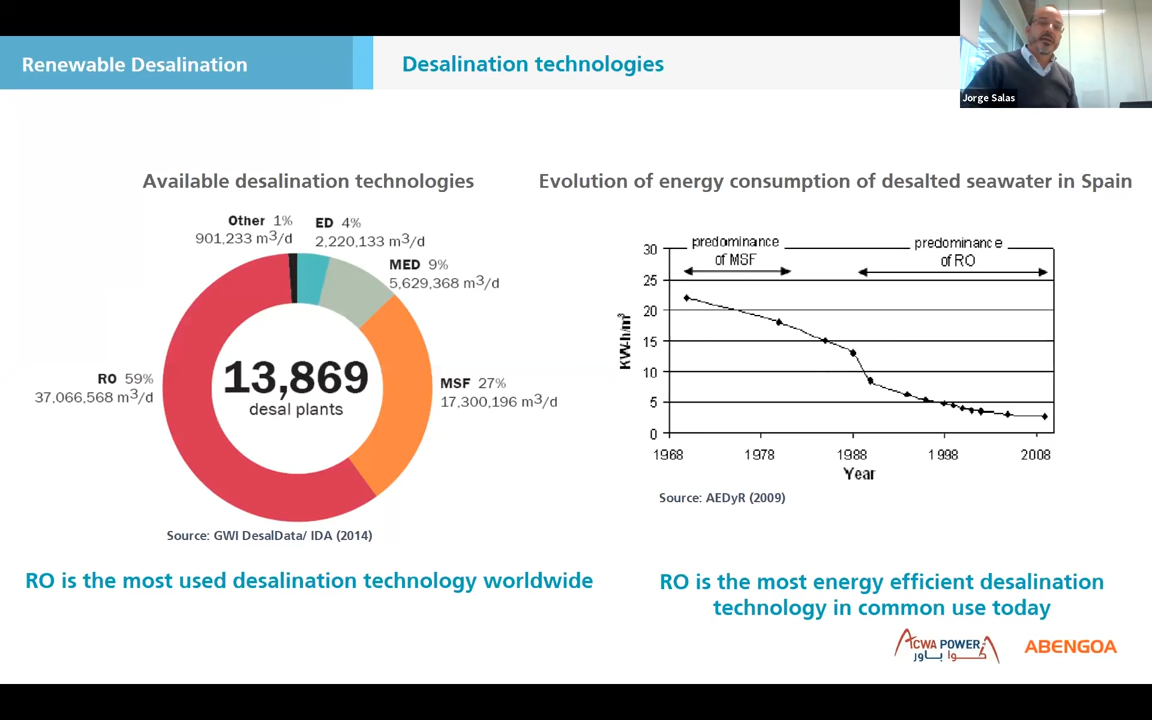 Renewable Desalination
Desalination technologies
Jorge Salas
Available desalination technologies
Other 1%
901,233 m3/d
ED 4%
2,220,133 m3/d
MED 9%
5,629,368 m3/d
RO 59%
37,066,568 m3/d
13,869
desal plants
MSF 27%
17,300,196 m3/d
Source: GWI DesalData/ IDA (2014)
RO is the most used desalination technology worldwide
Evolution of energy consumption of desalted seawater in Spain
predominance
of MSF
predominance
of RO
KW-h/m3
30
25
20
15
10
5
0
1968
1978
1988
1998
2008
Year
Source: AEDyR (2009)
RO is the most energy efficient desalination
technology in common use today
ACWA POWER
أكوا باور
ABENGOA